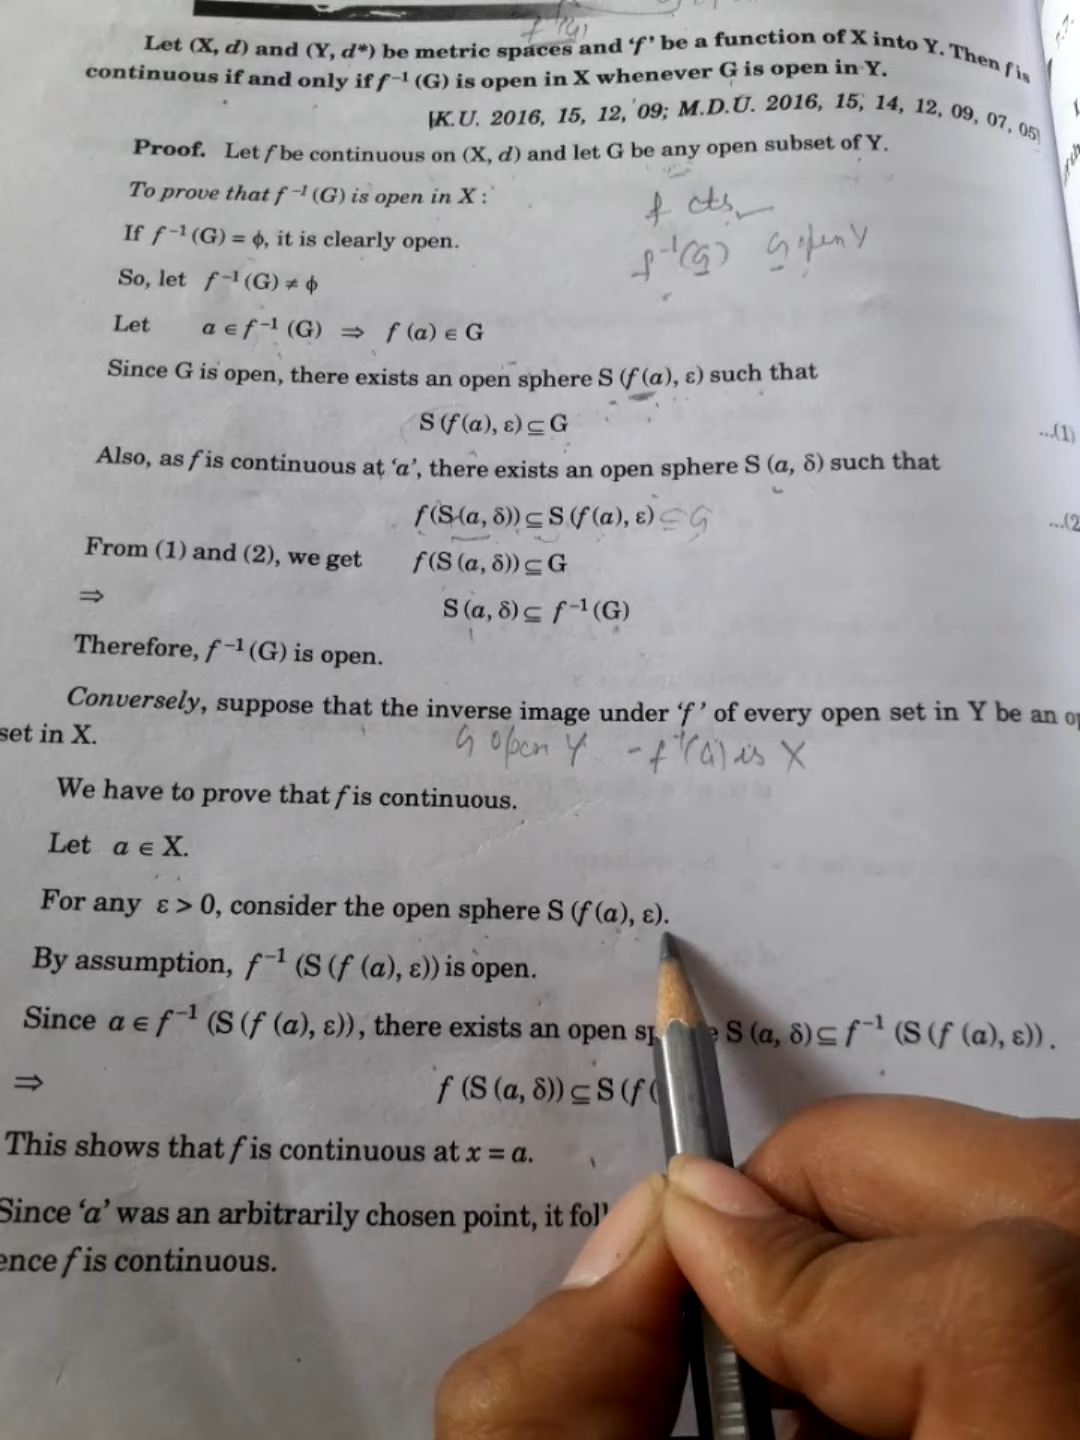 f⁻¹(G)
Let (X, d) and (Y, d*) be metric spaces and 'f' be a function of X into Y. Then f is
continuous if and only if f⁻¹ (G) is open in X whenever G is open in Y.
[K.U. 2016, 15, 12, '09; M.D.U. 2016, 15, 14, 12, 09, 07, 05]
Proof. Let f be continuous on (X, d) and let G be any open subset of Y.
To prove that f⁻¹ (G) is open in X :
f cts
If f⁻¹ (G) = ϕ, it is clearly open.
f⁻¹(G) G open Y
So, let f⁻¹ (G) ≠ ϕ
Let a ∈ f⁻¹ (G) ⇒ f (a) ∈ G
Since G is open, there exists an open sphere S (f (a), ε) such that
S (f (a), ε) ⊆ G ...(1)
Also, as f is continuous at 'a', there exists an open sphere S (a, δ) such that
f (S (a, δ)) ⊆ S (f (a), ε) ⊆ G ...(2
From (1) and (2), we get f (S (a, δ)) ⊆ G
⇒ S (a, δ) ⊆ f⁻¹ (G)
Therefore, f⁻¹ (G) is open.
Conversely, suppose that the inverse image under 'f' of every open set in Y be an op
set in X.
G open Y - f⁻¹(G) is X
We have to prove that f is continuous.
Let a ∈ X.
For any ε > 0, consider the open sphere S (f (a), ε).
By assumption, f⁻¹ (S (f (a), ε)) is open.
Since a ∈ f⁻¹ (S (f (a), ε)), there exists an open sp e S (a, δ) ⊆ f⁻¹ (S (f (a), ε)) .
⇒ f (S (a, δ)) ⊆ S (f (
This shows that f is continuous at x = a.
Since 'a' was an arbitrarily chosen point, it foll
ence f is continuous.